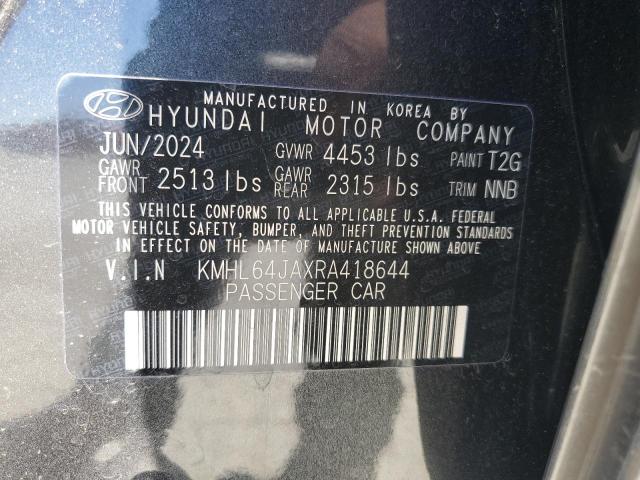 MANUFACTURED IN KOREA BY
HYUNDAI MOTOR COMPANY
JUN/2024 GVWR 4453 lbs PAINT T2G
GAWR FRONT 2513 lbs GAWR REAR 2315 lbs TRIM NNB
THIS VEHICLE CONFORMS TO ALL APPLICABLE U.S.A. FEDERAL
MOTOR VEHICLE SAFETY, BUMPER, AND THEFT PREVENTION STANDARDS
IN EFFECT ON THE DATE OF MANUFACTURE SHOWN ABOVE.
V.I.N KMHL64JAXRA418644
PASSENGER CAR